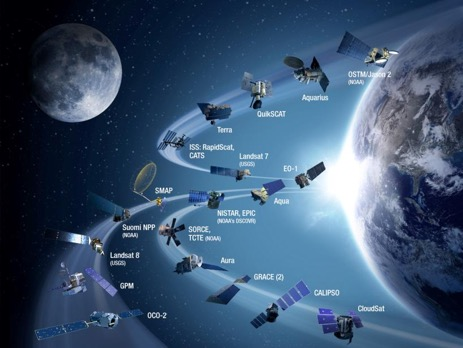 OSTM/Jason 2
(NOAA)
Aquarius
QuikSCAT
Terra
ISS: RapidScat,
CATS
Landsat 7
(USGS)
EO-1
SMAP
NISTAR, EPIC
(NOAA's DSCOVR)
Aqua
Suomi NPP
(NOAA)
SORCE,
TCTE (NOAA)
Landsat 8
(USGS)
Aura
GRACE (2)
GPM
CALIPSO
CloudSat
OCO-2